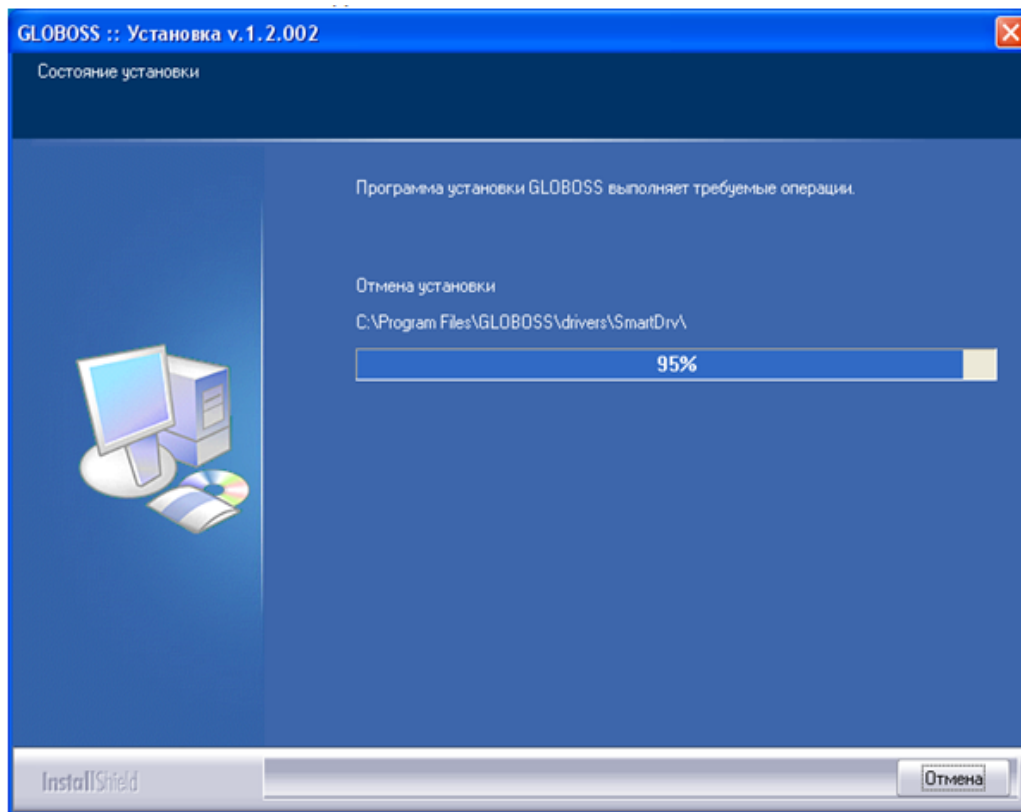 GLOBOSS :: Установка v.1.2.002
Состояние установки
Программа установки GLOBOSS выполняет требуемые операции.
Отмена установки
C:\Program Files\GLOBOSS\drivers\SmartDrv\
95%
InstallShield
Отмена